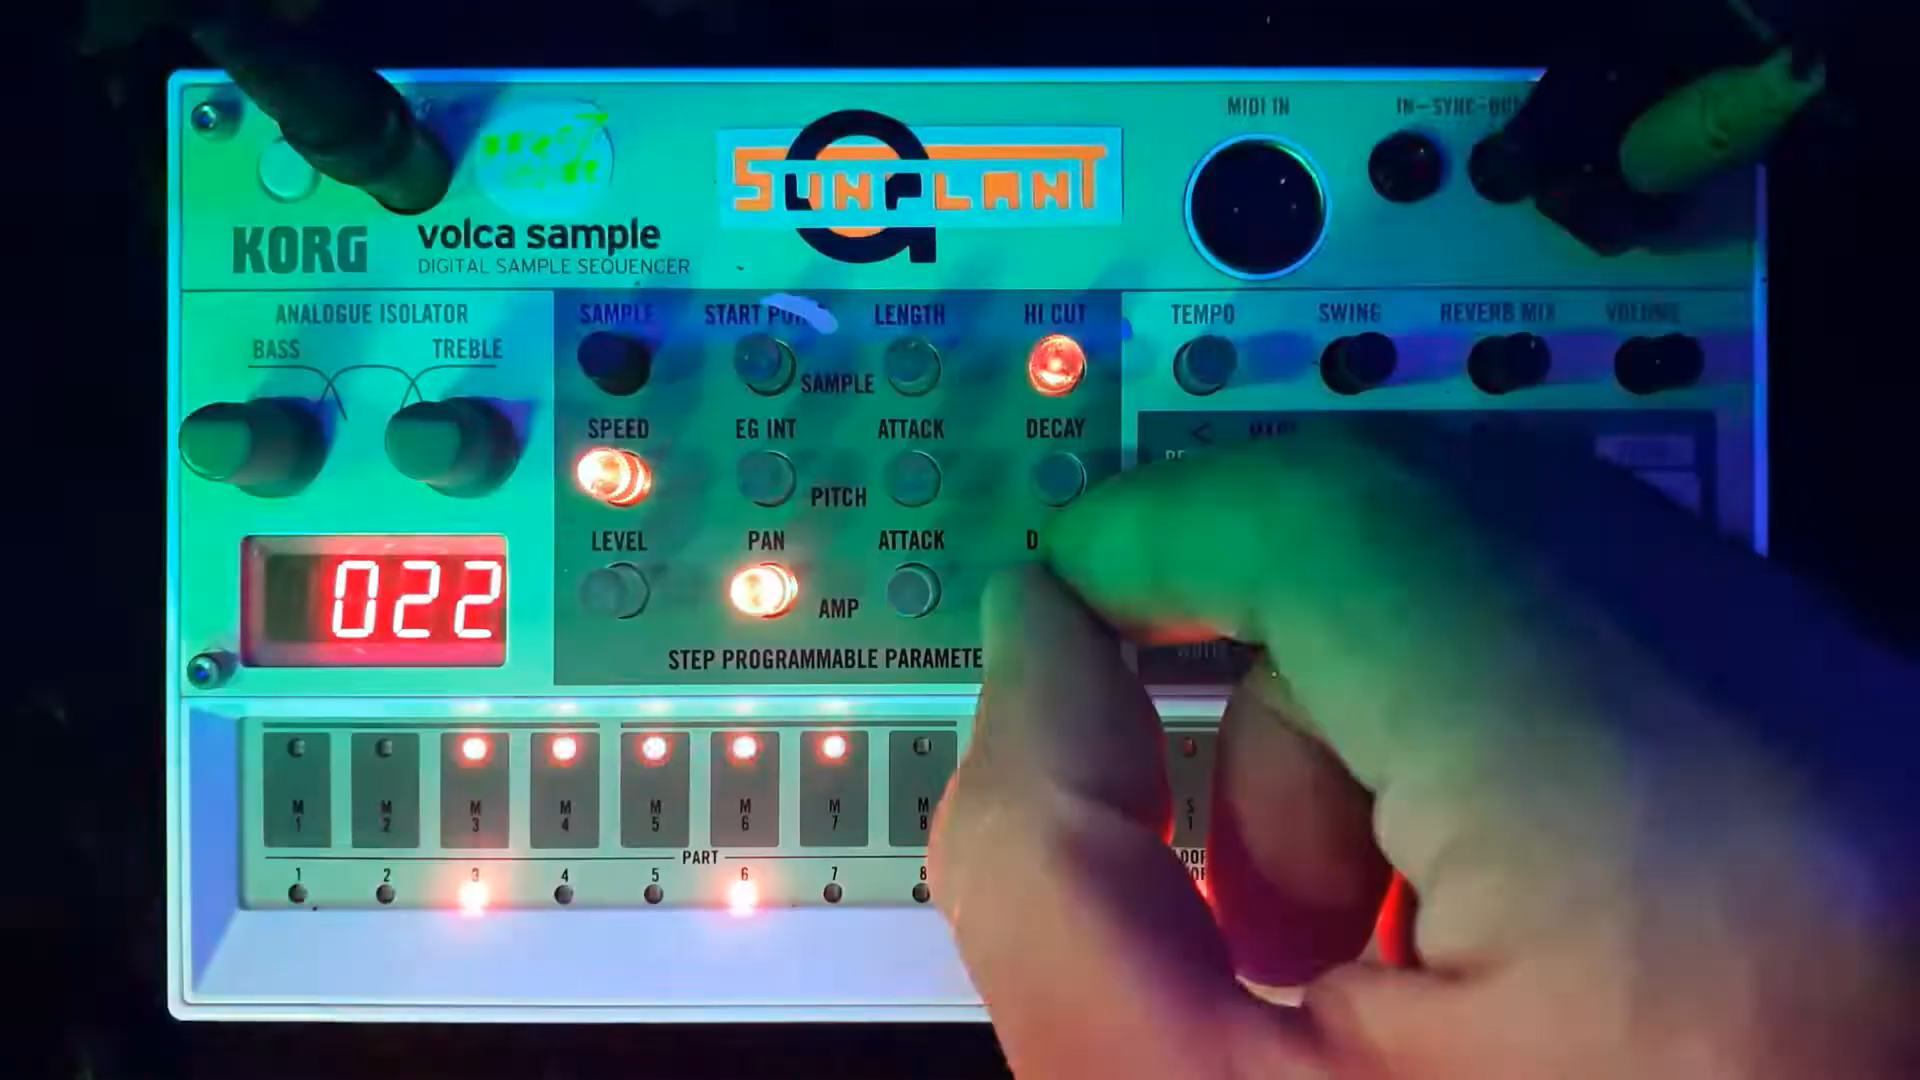 MIDI IN
IN-SYNC-OUT
SUNPLANT
KORG
volca sample
DIGITAL SAMPLE SEQUENCER
ANALOGUE ISOLATOR
BASS
TREBLE
SAMPLE
LENGTH
HI CUT
TEMPO
SWING
REVERB MIX
VOLUME
SAMPLE
SPEED
EG INT
ATTACK
DECAY
PITCH
LEVEL
PAN
ATTACK
D
AMP
022
STEP PROGRAMMABLE PARAMETE
M 1
M 2
M 3
M 4
M 5
M 6
M 7
M 8
S 1
PART
1 2 3 4 5 6 7 8